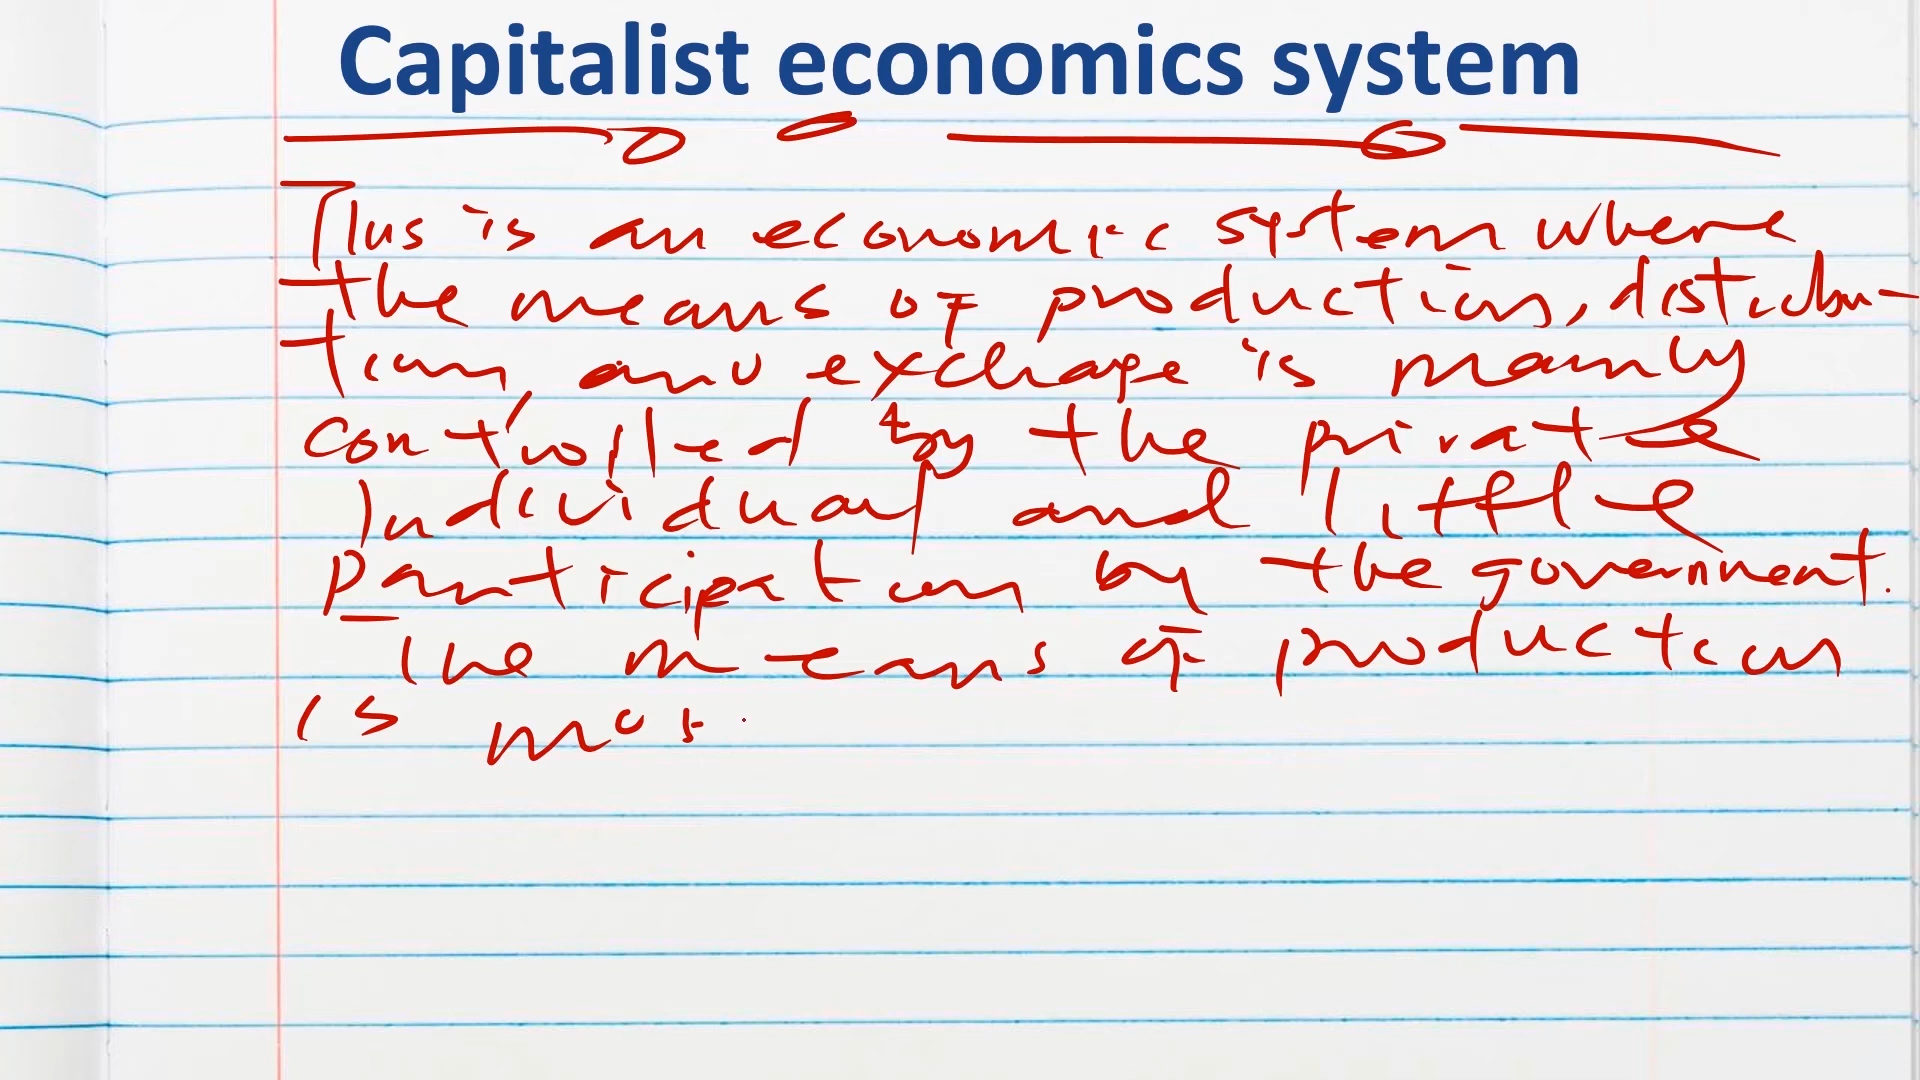 Capitalist economics system
This is an economic system where
the means of production, distribu-
tion, and exchange is mainly
controlled by the private
individual and little
participation by the government.
The means of production
is mos